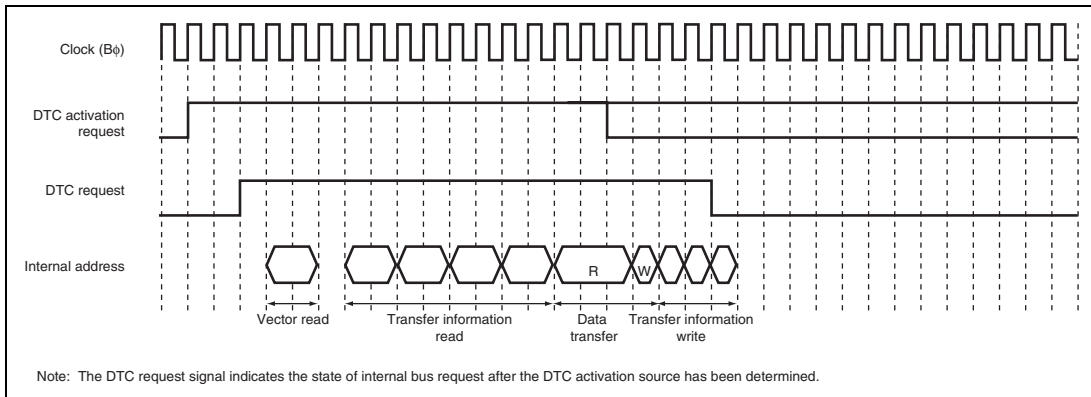 Clock (Bϕ)
DTC activation
request
DTC request
Internal address
R
W
Vector read
Transfer information
read
Data
transfer
Transfer information
write
Note: The DTC request signal indicates the state of internal bus request after the DTC activation source has been determined.